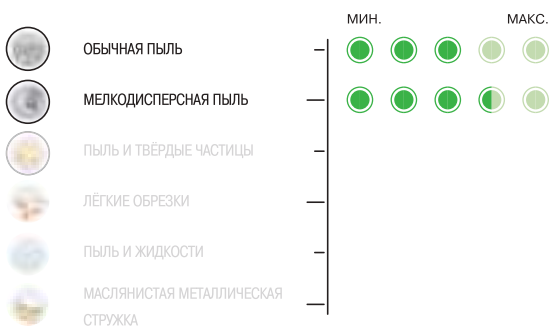 МИН. МАКС.
ОБЫЧНАЯ ПЫЛЬ
МЕЛКОДИСПЕРСНАЯ ПЫЛЬ
ПЫЛЬ И ТВЁРДЫЕ ЧАСТИЦЫ
ЛЁГКИЕ ОБРЕЗКИ
ПЫЛЬ И ЖИДКОСТИ
МАСЛЯНИСТАЯ МЕТАЛЛИЧЕСКАЯ
СТРУЖКА